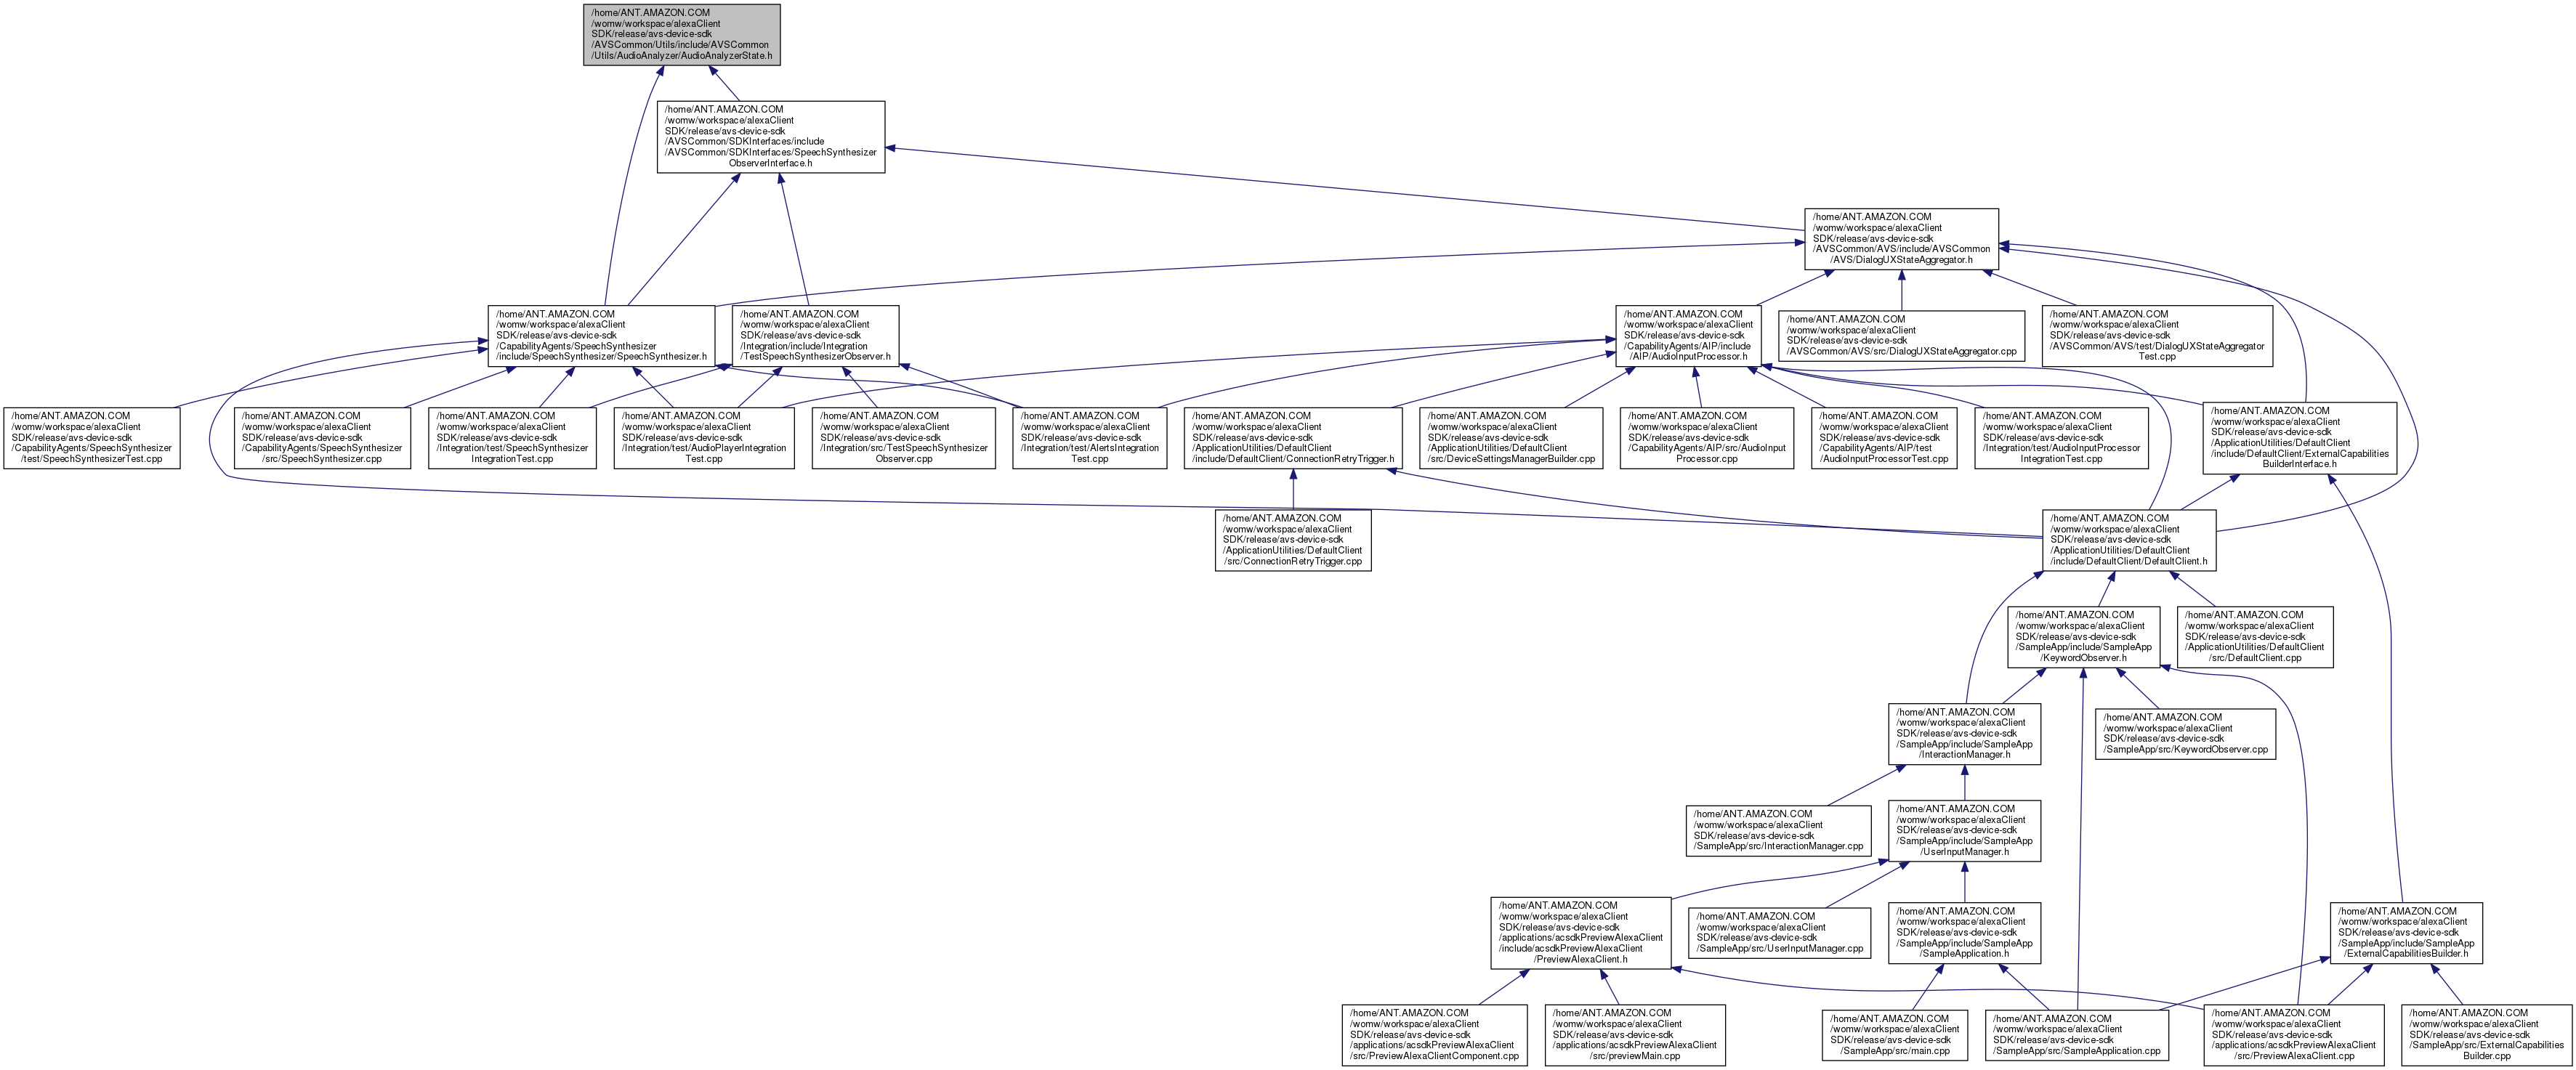 /home/ANT.AMAZON.COM
/womw/workspace/alexaClient
SDK/release/avs-device-sdk
/AVSCommon/Utils/include/AVSCommon
/Utils/AudioAnalyzer/AudioAnalyzerState.h
/home/ANT.AMAZON.COM
/womw/workspace/alexaClient
SDK/release/avs-device-sdk
/AVSCommon/SDKInterfaces/include
/AVSCommon/SDKInterfaces/SpeechSynthesizer
ObserverInterface.h
/home/ANT.AMAZON.COM
/womw/workspace/alexaClient
SDK/release/avs-device-sdk
/AVSCommon/AVS/include/AVSCommon
/AVS/DialogUXStateAggregator.h
/home/ANT.AMAZON.COM
/womw/workspace/alexaClient
SDK/release/avs-device-sdk
/CapabilityAgents/SpeechSynthesizer
/include/SpeechSynthesizer/SpeechSynthesizer.h
/home/ANT.AMAZON.COM
/womw/workspace/alexaClient
SDK/release/avs-device-sdk
/Integration/include/Integration
/TestSpeechSynthesizerObserver.h
/home/ANT.AMAZON.COM
/womw/workspace/alexaClient
SDK/release/avs-device-sdk
/CapabilityAgents/AIP/include
/AIP/AudioInputProcessor.h
/home/ANT.AMAZON.COM
/womw/workspace/alexaClient
SDK/release/avs-device-sdk
/AVSCommon/AVS/src/DialogUXStateAggregator.cpp
/home/ANT.AMAZON.COM
/womw/workspace/alexaClient
SDK/release/avs-device-sdk
/AVSCommon/AVS/test/DialogUXStateAggregator
Test.cpp
/home/ANT.AMAZON.COM
/womw/workspace/alexaClient
SDK/release/avs-device-sdk
/CapabilityAgents/SpeechSynthesizer
/test/SpeechSynthesizerTest.cpp
/home/ANT.AMAZON.COM
/womw/workspace/alexaClient
SDK/release/avs-device-sdk
/CapabilityAgents/SpeechSynthesizer
/src/SpeechSynthesizer.cpp
/home/ANT.AMAZON.COM
/womw/workspace/alexaClient
SDK/release/avs-device-sdk
/Integration/test/SpeechSynthesizer
IntegrationTest.cpp
/home/ANT.AMAZON.COM
/womw/workspace/alexaClient
SDK/release/avs-device-sdk
/Integration/test/AudioPlayerIntegration
Test.cpp
/home/ANT.AMAZON.COM
/womw/workspace/alexaClient
SDK/release/avs-device-sdk
/Integration/src/TestSpeechSynthesizer
Observer.cpp
/home/ANT.AMAZON.COM
/womw/workspace/alexaClient
SDK/release/avs-device-sdk
/Integration/test/AlertsIntegration
Test.cpp
/home/ANT.AMAZON.COM
/womw/workspace/alexaClient
SDK/release/avs-device-sdk
/ApplicationUtilities/DefaultClient
/include/DefaultClient/ConnectionRetryTrigger.h
/home/ANT.AMAZON.COM
/womw/workspace/alexaClient
SDK/release/avs-device-sdk
/ApplicationUtilities/DefaultClient
/src/DeviceSettingsManagerBuilder.cpp
/home/ANT.AMAZON.COM
/womw/workspace/alexaClient
SDK/release/avs-device-sdk
/CapabilityAgents/AIP/src/AudioInput
Processor.cpp
/home/ANT.AMAZON.COM
/womw/workspace/alexaClient
SDK/release/avs-device-sdk
/CapabilityAgents/AIP/test
/AudioInputProcessorTest.cpp
/home/ANT.AMAZON.COM
/womw/workspace/alexaClient
SDK/release/avs-device-sdk
/Integration/test/AudioInputProcessor
IntegrationTest.cpp
/home/ANT.AMAZON.COM
/womw/workspace/alexaClient
SDK/release/avs-device-sdk
/ApplicationUtilities/DefaultClient
/include/DefaultClient/ExternalCapabilities
BuilderInterface.h
/home/ANT.AMAZON.COM
/womw/workspace/alexaClient
SDK/release/avs-device-sdk
/ApplicationUtilities/DefaultClient
/src/ConnectionRetryTrigger.cpp
/home/ANT.AMAZON.COM
/womw/workspace/alexaClient
SDK/release/avs-device-sdk
/ApplicationUtilities/DefaultClient
/include/DefaultClient/DefaultClient.h
/home/ANT.AMAZON.COM
/womw/workspace/alexaClient
SDK/release/avs-device-sdk
/SampleApp/include/SampleApp
/KeywordObserver.h
/home/ANT.AMAZON.COM
/womw/workspace/alexaClient
SDK/release/avs-device-sdk
/ApplicationUtilities/DefaultClient
/src/DefaultClient.cpp
/home/ANT.AMAZON.COM
/womw/workspace/alexaClient
SDK/release/avs-device-sdk
/SampleApp/include/SampleApp
/InteractionManager.h
/home/ANT.AMAZON.COM
/womw/workspace/alexaClient
SDK/release/avs-device-sdk
/SampleApp/src/KeywordObserver.cpp
/home/ANT.AMAZON.COM
/womw/workspace/alexaClient
SDK/release/avs-device-sdk
/SampleApp/src/InteractionManager.cpp
/home/ANT.AMAZON.COM
/womw/workspace/alexaClient
SDK/release/avs-device-sdk
/SampleApp/include/SampleApp
/UserInputManager.h
/home/ANT.AMAZON.COM
/womw/workspace/alexaClient
SDK/release/avs-device-sdk
/applications/acsdkPreviewAlexaClient
/include/acsdkPreviewAlexaClient
/PreviewAlexaClient.h
/home/ANT.AMAZON.COM
/womw/workspace/alexaClient
SDK/release/avs-device-sdk
/SampleApp/src/UserInputManager.cpp
/home/ANT.AMAZON.COM
/womw/workspace/alexaClient
SDK/release/avs-device-sdk
/SampleApp/include/SampleApp
/SampleApplication.h
/home/ANT.AMAZON.COM
/womw/workspace/alexaClient
SDK/release/avs-device-sdk
/SampleApp/include/SampleApp
/ExternalCapabilitiesBuilder.h
/home/ANT.AMAZON.COM
/womw/workspace/alexaClient
SDK/release/avs-device-sdk
/applications/acsdkPreviewAlexaClient
/src/PreviewAlexaClientComponent.cpp
/home/ANT.AMAZON.COM
/womw/workspace/alexaClient
SDK/release/avs-device-sdk
/applications/acsdkPreviewAlexaClient
/src/previewMain.cpp
/home/ANT.AMAZON.COM
/womw/workspace/alexaClient
SDK/release/avs-device-sdk
/SampleApp/src/main.cpp
/home/ANT.AMAZON.COM
/womw/workspace/alexaClient
SDK/release/avs-device-sdk
/SampleApp/src/SampleApplication.cpp
/home/ANT.AMAZON.COM
/womw/workspace/alexaClient
SDK/release/avs-device-sdk
/applications/acsdkPreviewAlexaClient
/src/PreviewAlexaClient.cpp
/home/ANT.AMAZON.COM
/womw/workspace/alexaClient
SDK/release/avs-device-sdk
/SampleApp/src/ExternalCapabilities
Builder.cpp